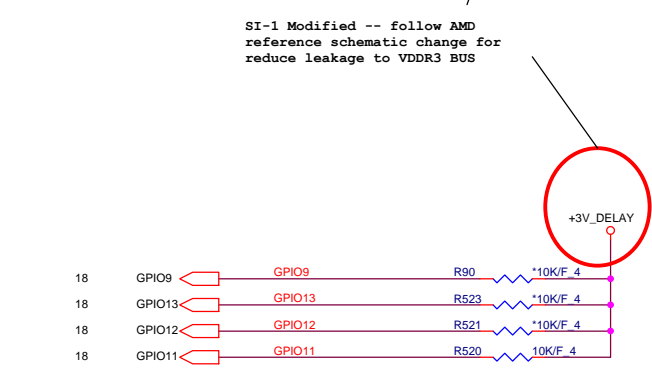 SI-1 Modified -- follow AMD
reference schematic change for
reduce leakage to VDDR3 BUS
+3V_DELAY
18 GPIO9 GPIO9 R90 *10K/F_4
18 GPIO13 GPIO13 R523 *10K/F_4
18 GPIO12 GPIO12 R521 *10K/F_4
18 GPIO11 GPIO11 R520 10K/F_4